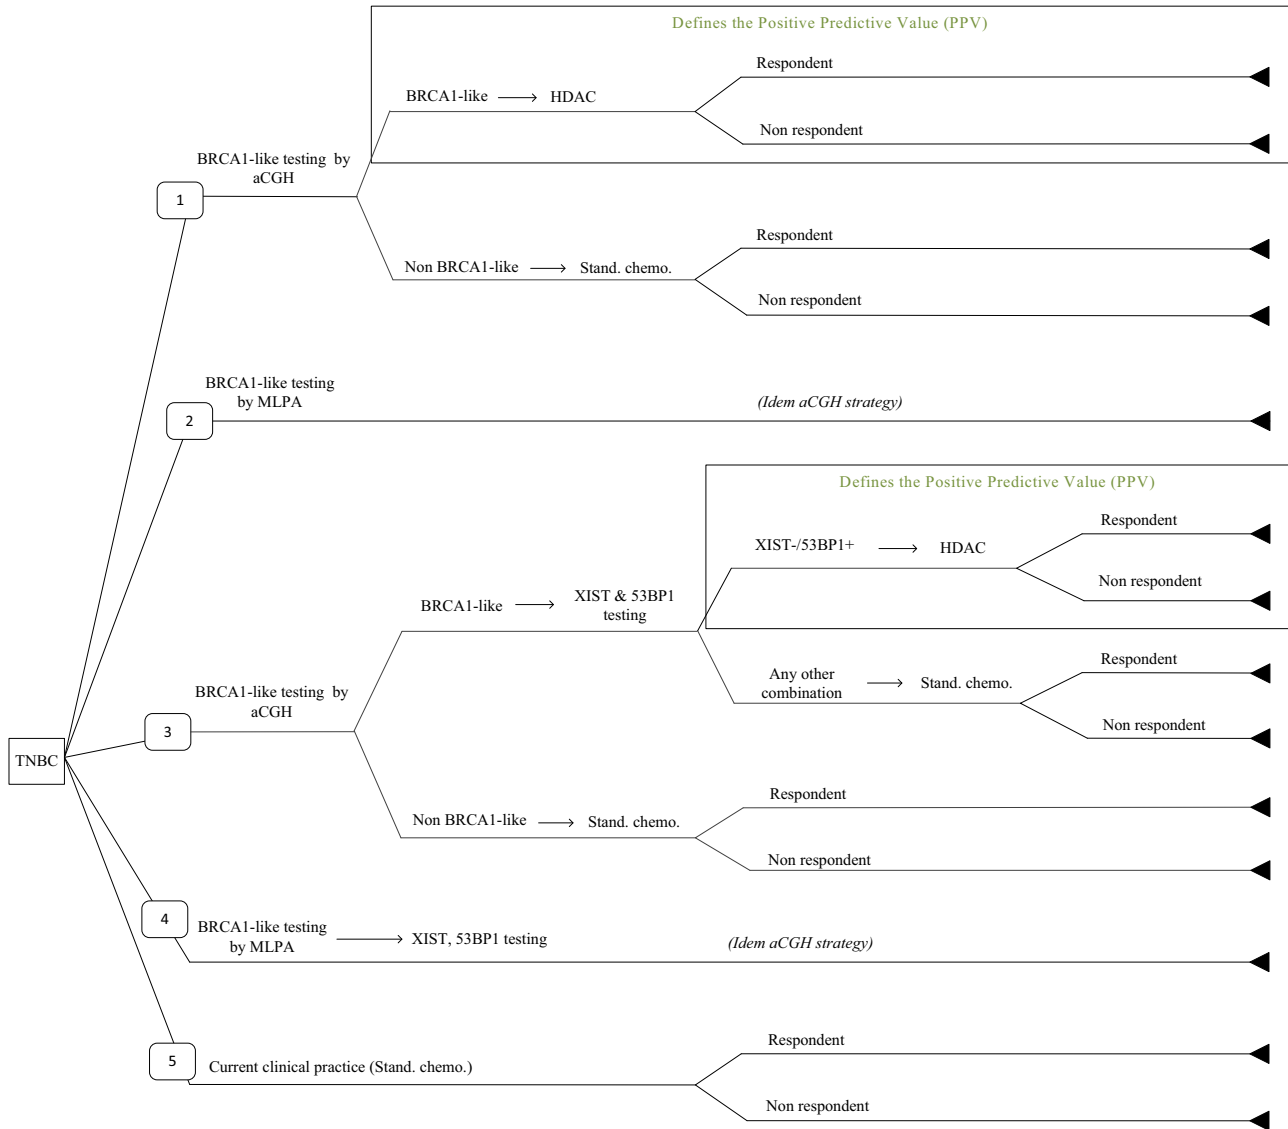 Defines the Positive Predictive Value (PPV)
Respondent
BRCA1-like → HDAC
Non respondent
BRCA1-like testing by
aCGH
1
Respondent
Non BRCA1-like → Stand. chemo.
Non respondent
BRCA1-like testing
by MLPA
2
(Idem aCGH strategy)
Defines the Positive Predictive Value (PPV)
Respondent
XIST-/53BP1+ → HDAC
Non respondent
BRCA1-like → XIST & 53BP1
testing
Respondent
Any other
combination → Stand. chemo.
Non respondent
BRCA1-like testing by
aCGH
3
TNBC
Respondent
Non BRCA1-like → Stand. chemo.
Non respondent
4
BRCA1-like testing
by MLPA → XIST, 53BP1 testing
(Idem aCGH strategy)
5
Current clinical practice (Stand. chemo.)
Respondent
Non respondent